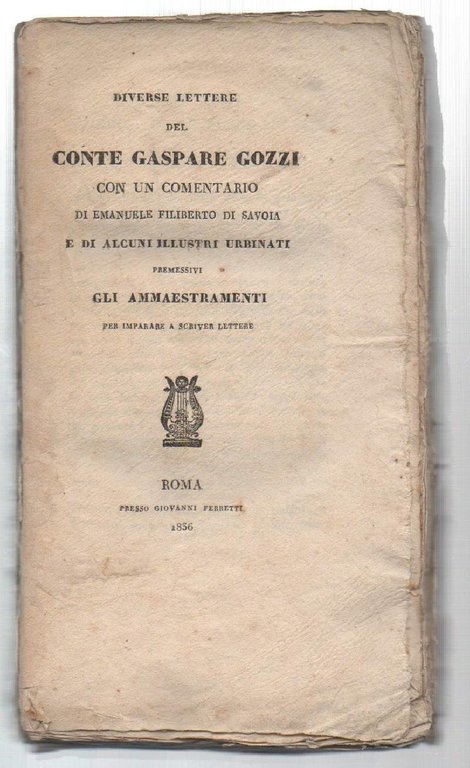 DIVERSE LETTERE
DEL
CONTE GASPARE GOZZI
CON UN COMENTARIO
DI EMANUELE FILIBERTO DI SAVOIA
E DI ALCUNI ILLUSTRI URBINATI
PREMESSIVI
GLI AMMAESTRAMENTI
PER IMPARARE A SCRIVER LETTERE
ROMA
PRESSO GIOVANNI FERRETTI
1836